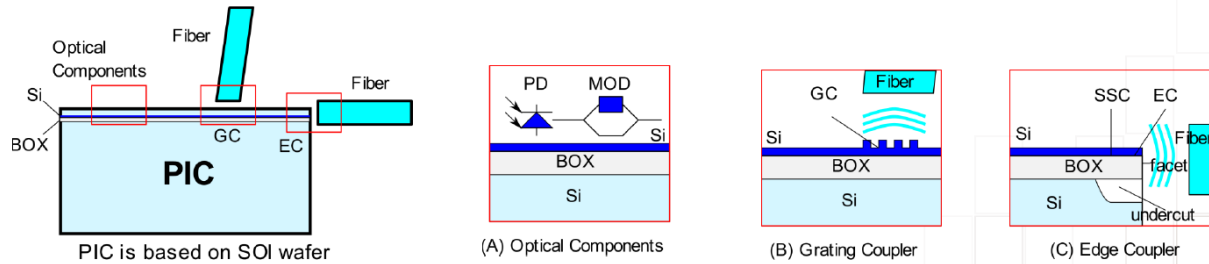 Optical
Components
Fiber
Fiber
Si
BOX
GC
EC
PIC
PIC is based on SOI wafer
PD
MOD
Si
BOX
Si
(A) Optical Components
Fiber
GC
Si
BOX
Si
(B) Grating Coupler
SSC
EC
Si
Fiber
BOX
facet
Si
undercut
(C) Edge Coupler